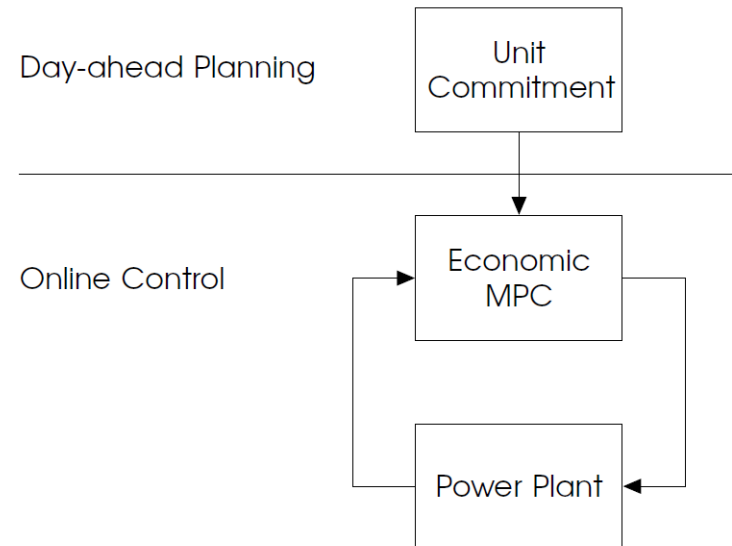 Day-ahead Planning
Unit
Commitment
Online Control
Economic
MPC
Power Plant